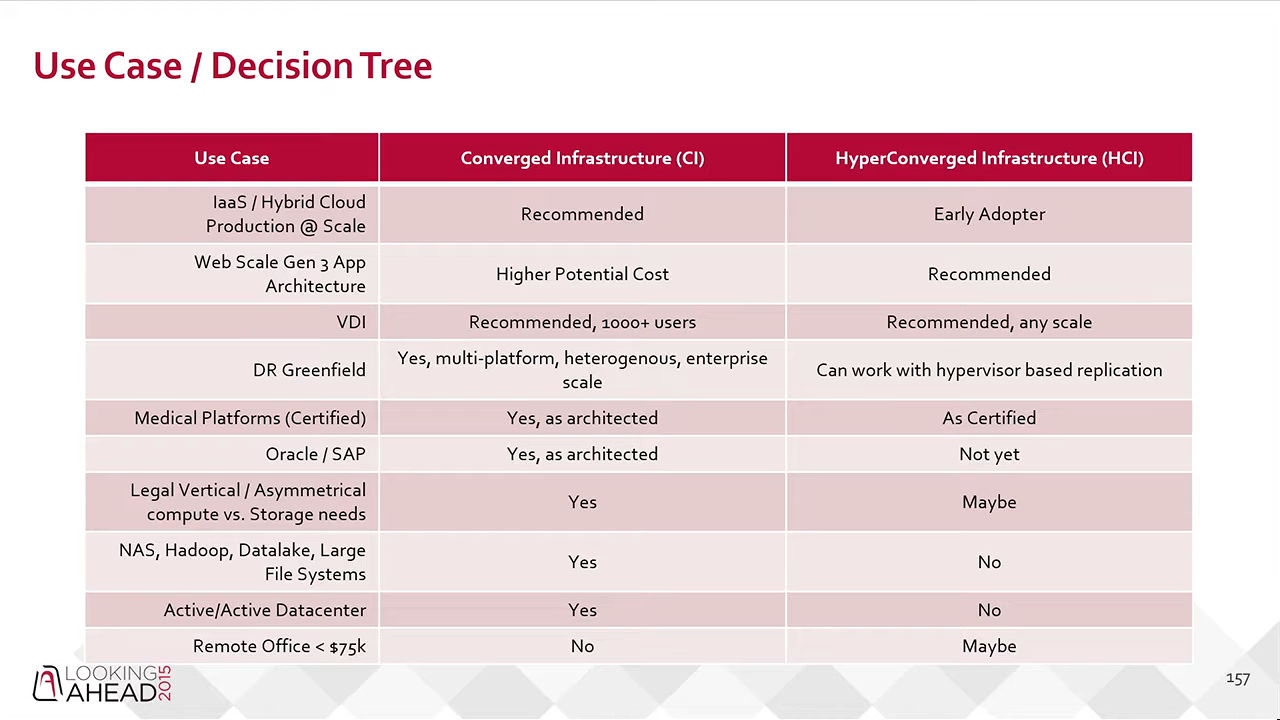 Use Case / Decision Tree
Use Case
Converged Infrastructure (CI)
HyperConverged Infrastructure (HCI)
IaaS / Hybrid Cloud
Production @ Scale
Recommended
Early Adopter
Web Scale Gen 3 App
Architecture
Higher Potential Cost
Recommended
VDI
Recommended, 1000+ users
Recommended, any scale
DR Greenfield
Yes, multi-platform, heterogenous, enterprise
scale
Can work with hypervisor based replication
Medical Platforms (Certified)
Yes, as architected
As Certified
Oracle / SAP
Yes, as architected
Not yet
Legal Vertical / Asymmetrical
compute vs. Storage needs
Yes
Maybe
NAS, Hadoop, Datalake, Large
File Systems
Yes
No
Active/Active Datacenter
Yes
No
Remote Office < $75k
No
Maybe
LOOKING
AHEAD
2015
157